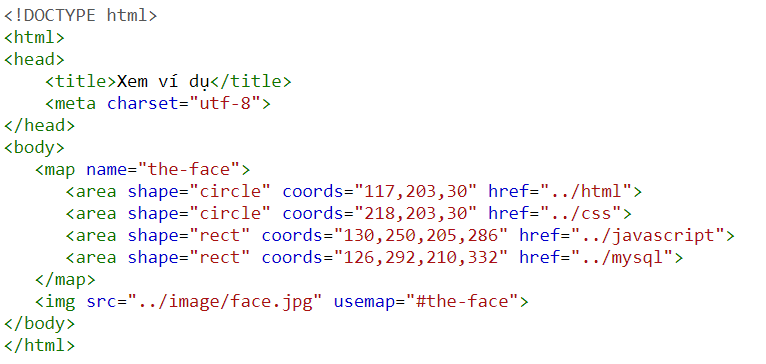 <!DOCTYPE html>
<html>
<head>
    <title>Xem ví dụ</title>
    <meta charset="utf-8">
</head>
<body>
   <map name="the-face">
      <area shape="circle" coords="117,203,30" href="../html">
      <area shape="circle" coords="218,203,30" href="../css">
      <area shape="rect" coords="130,250,205,286" href="../javascript">
      <area shape="rect" coords="126,292,210,332" href="../mysql">
   </map>
   <img src="../image/face.jpg" usemap="#the-face">
</body>
</html>